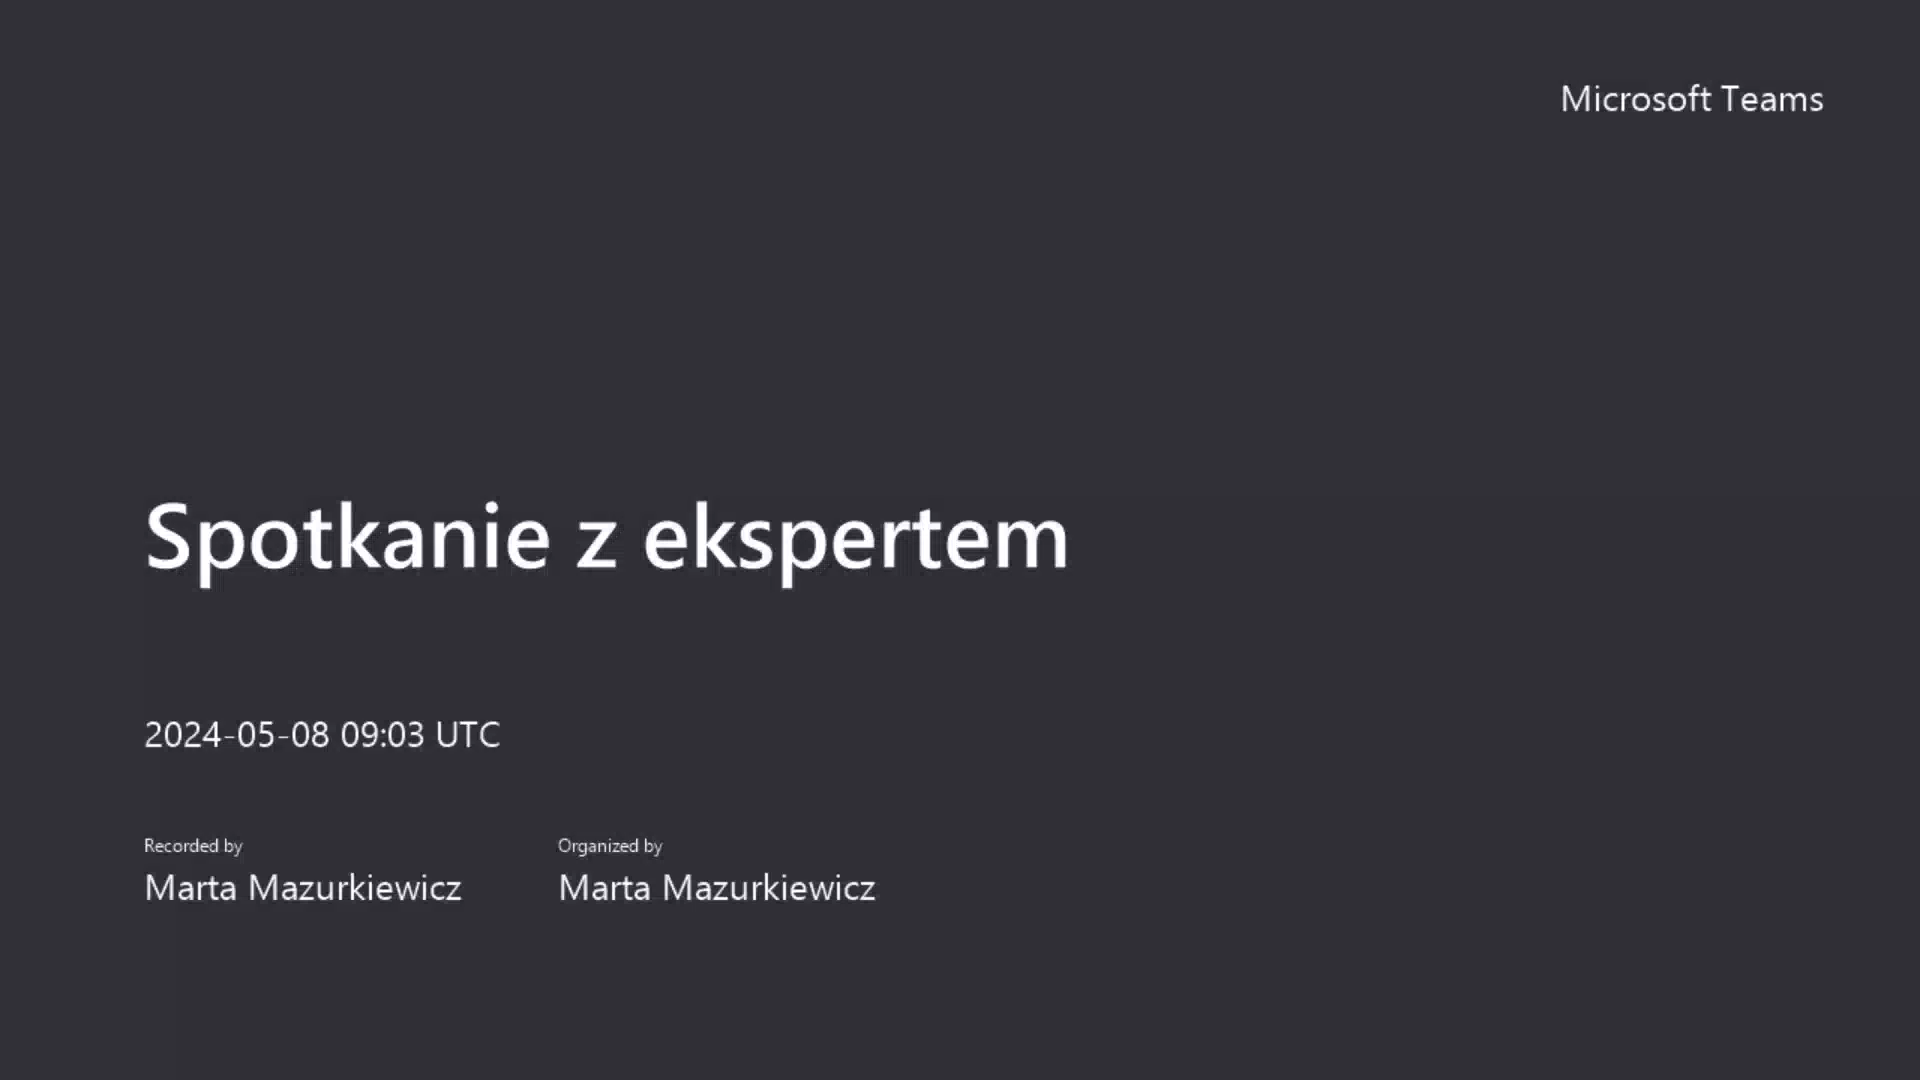 Microsoft Teams
Spotkanie z ekspertem
2024-05-08 09:03 UTC
Recorded by
Marta Mazurkiewicz
Organized by
Marta Mazurkiewicz